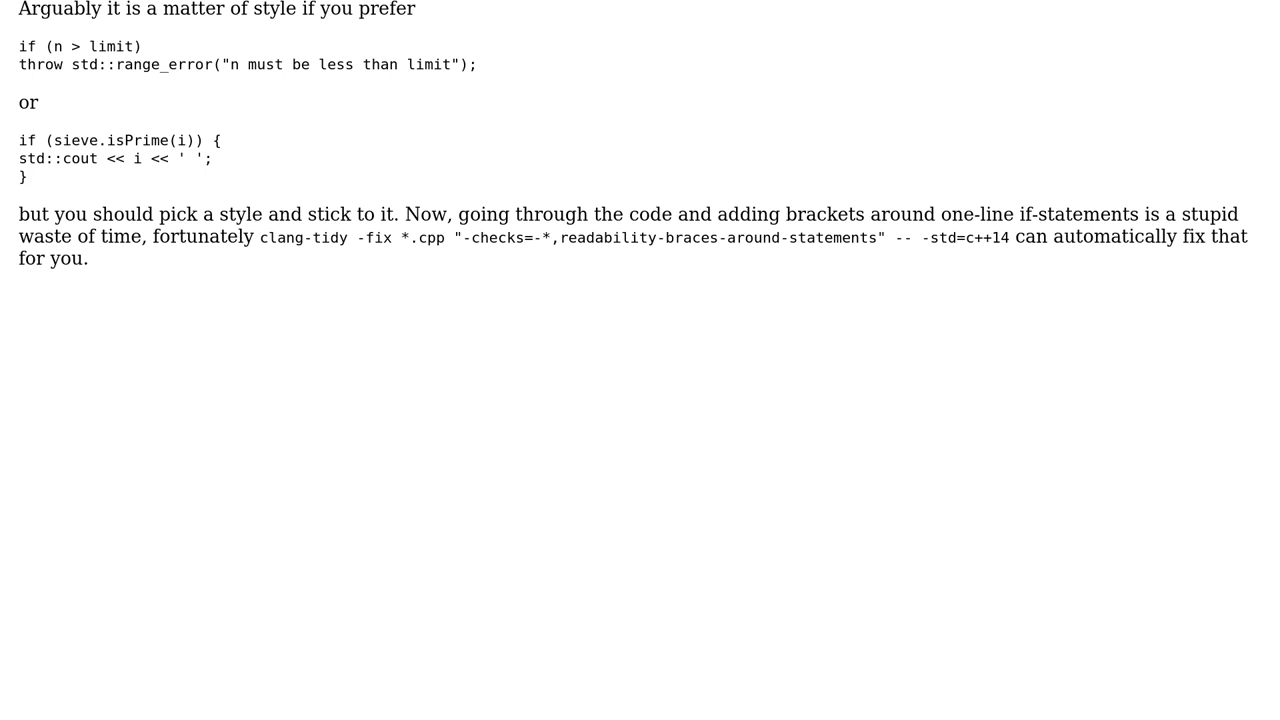 Arguably it is a matter of style if you prefer
if (n > limit)
throw std::range_error("n must be less than limit");
or
if (sieve.isPrime(i)) {
std::cout << i << ' ';
}
but you should pick a style and stick to it. Now, going through the code and adding brackets around one-line if-statements is a stupid
waste of time, fortunately clang-tidy -fix *.cpp "-checks=-*,readability-braces-around-statements" -- -std=c++14 can automatically fix that
for you.